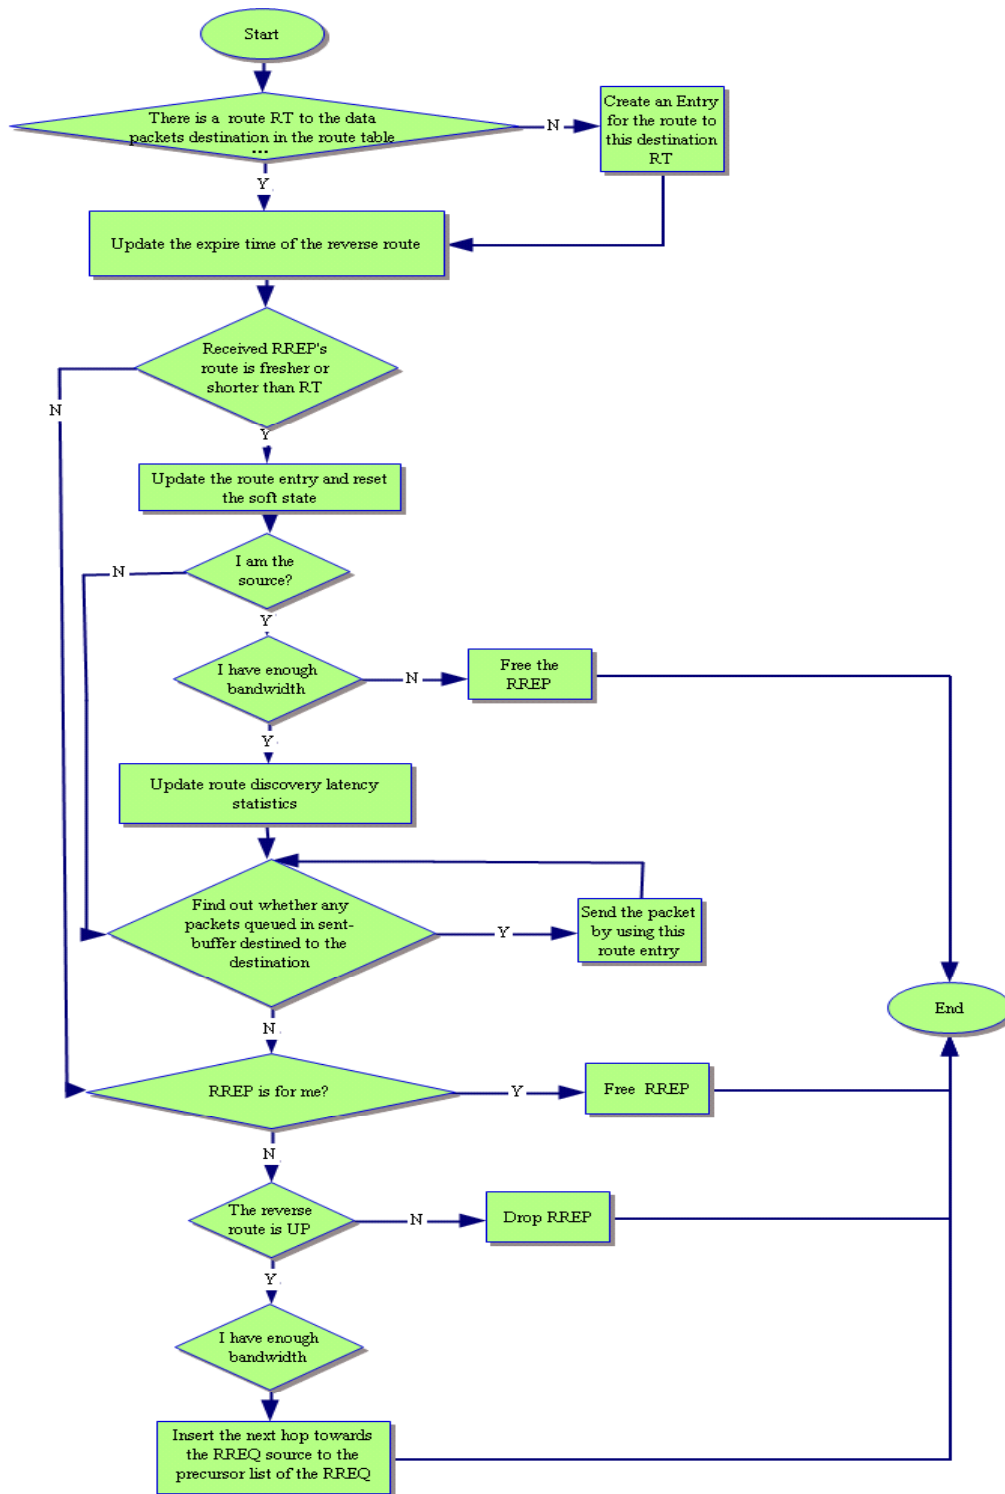 Start
There is a route RT to the data
packets destination in the route table
...
N
Create an Entry
for the route to
this destination
RT
Y
Update the expire time of the reverse route
Received RREP's
route is fresher or
shorter than RT
N
Y
Update the route entry and reset
the soft state
I am the
source?
N
Y
I have enough
bandwidth
N
Free the
RREP
Y
Update route discovery latency
statistics
Find out whether any
packets queued in sent-
buffer destined to the
destination
Y
Send the packet
by using this
route entry
End
N
RREP is for me?
Y
Free RREP
N
The reverse
route is UP
N
Drop RREP
Y
I have enough
bandwidth
Insert the next hop towards
the RREQ source to the
precursor list of the RREQ